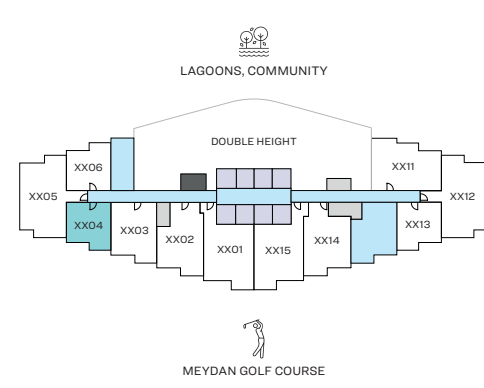 LAGOONS, COMMUNITY
DOUBLE HEIGHT
XX06
XX11
XX05
XX12
XX04
XX03
XX02
XX01
XX15
XX14
XX13
MEYDAN GOLF COURSE